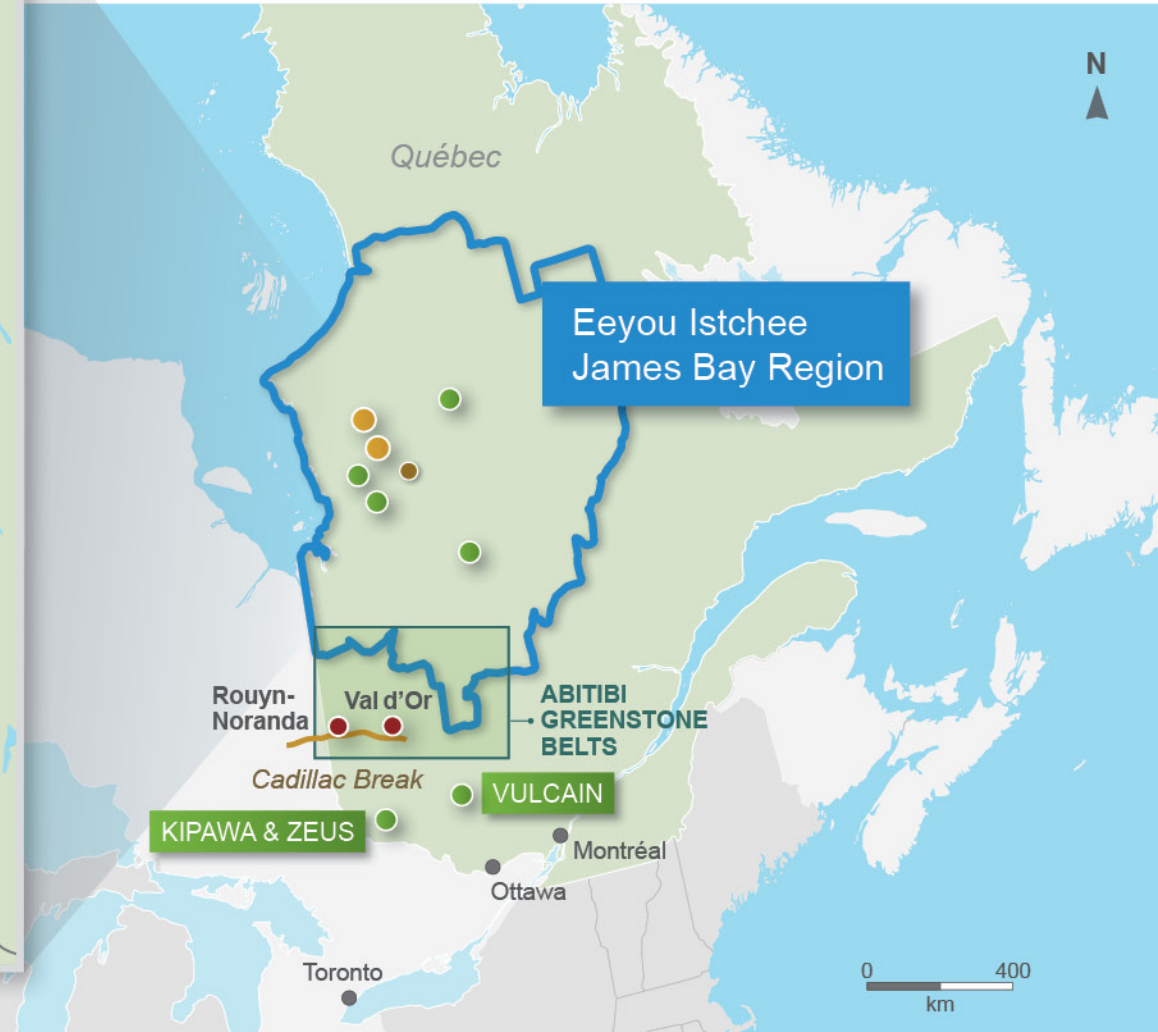 N
Québec
Eeyou Istchee
James Bay Region
Rouyn-
Noranda
Val d'Or
ABITIBI
GREENSTONE
BELTS
Cadillac Break
VULCAIN
KIPAWA & ZEUS
Montréal
Ottawa
Toronto
0 400
km